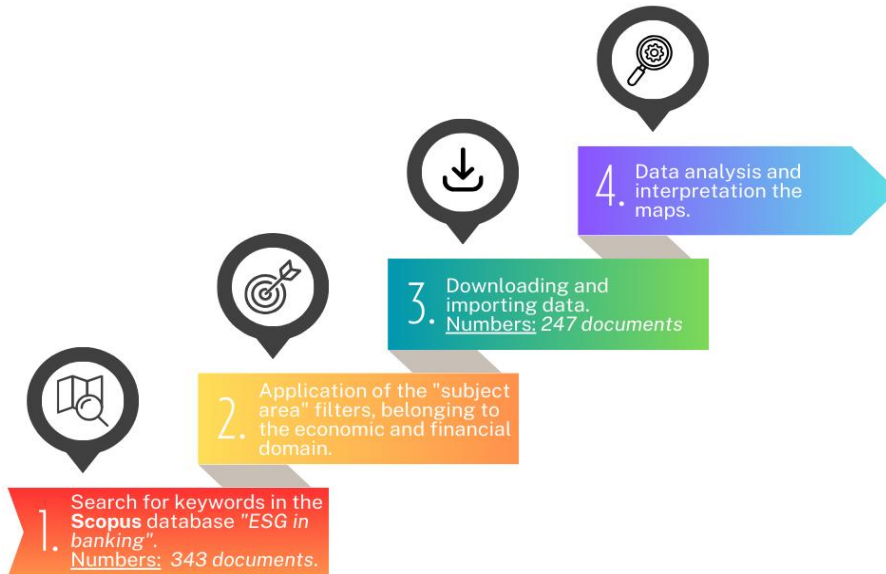 4. Data analysis and
interpretation the
maps.
3. Downloading and
importing data.
Numbers: 247 documents
2. Application of the "subject
area" filters, belonging to
the economic and financial
domain.
1. Search for keywords in the
Scopus database "ESG in
banking".
Numbers: 343 documents.